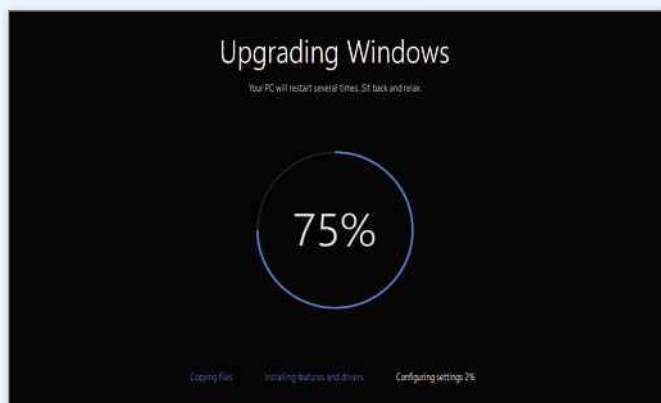 Upgrading Windows
Your PC will restart several times. Sit back and relax.
75%
Copying files Installing features and drivers Configuring settings 2%